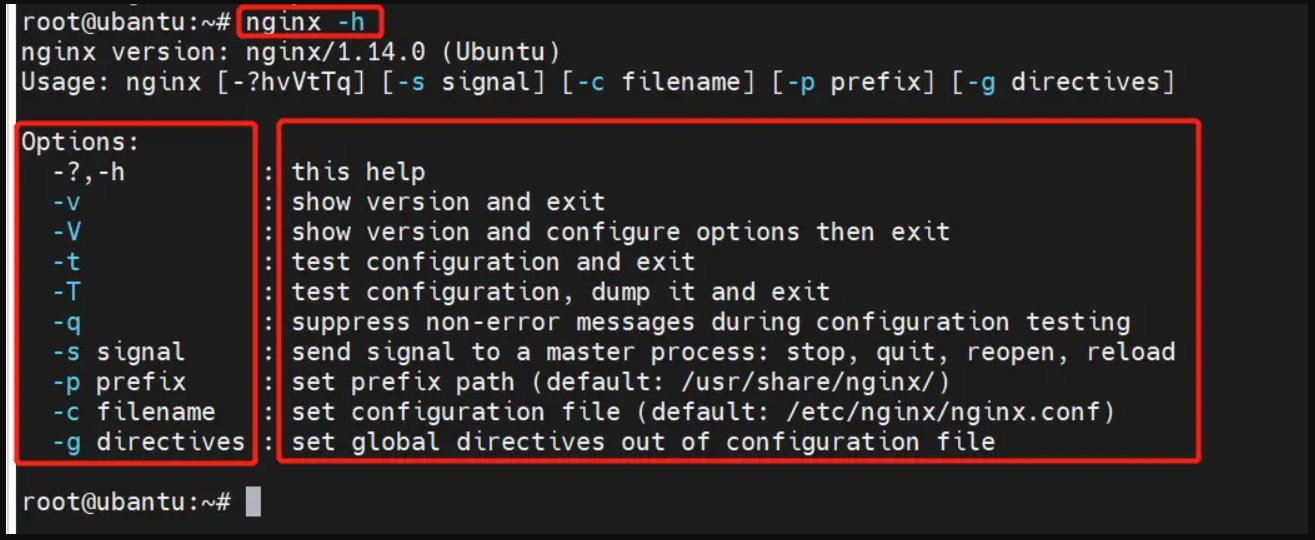 root@ubantu:~# nginx -h
nginx version: nginx/1.14.0 (Ubuntu)
Usage: nginx [-?hvVtTq] [-s signal] [-c filename] [-p prefix] [-g directives]
Options:
-?,-h : this help
-v : show version and exit
-V : show version and configure options then exit
-t : test configuration and exit
-T : test configuration, dump it and exit
-q : suppress non-error messages during configuration testing
-s signal : send signal to a master process: stop, quit, reopen, reload
-p prefix : set prefix path (default: /usr/share/nginx/)
-c filename : set configuration file (default: /etc/nginx/nginx.conf)
-g directives : set global directives out of configuration file
root@ubantu:~#